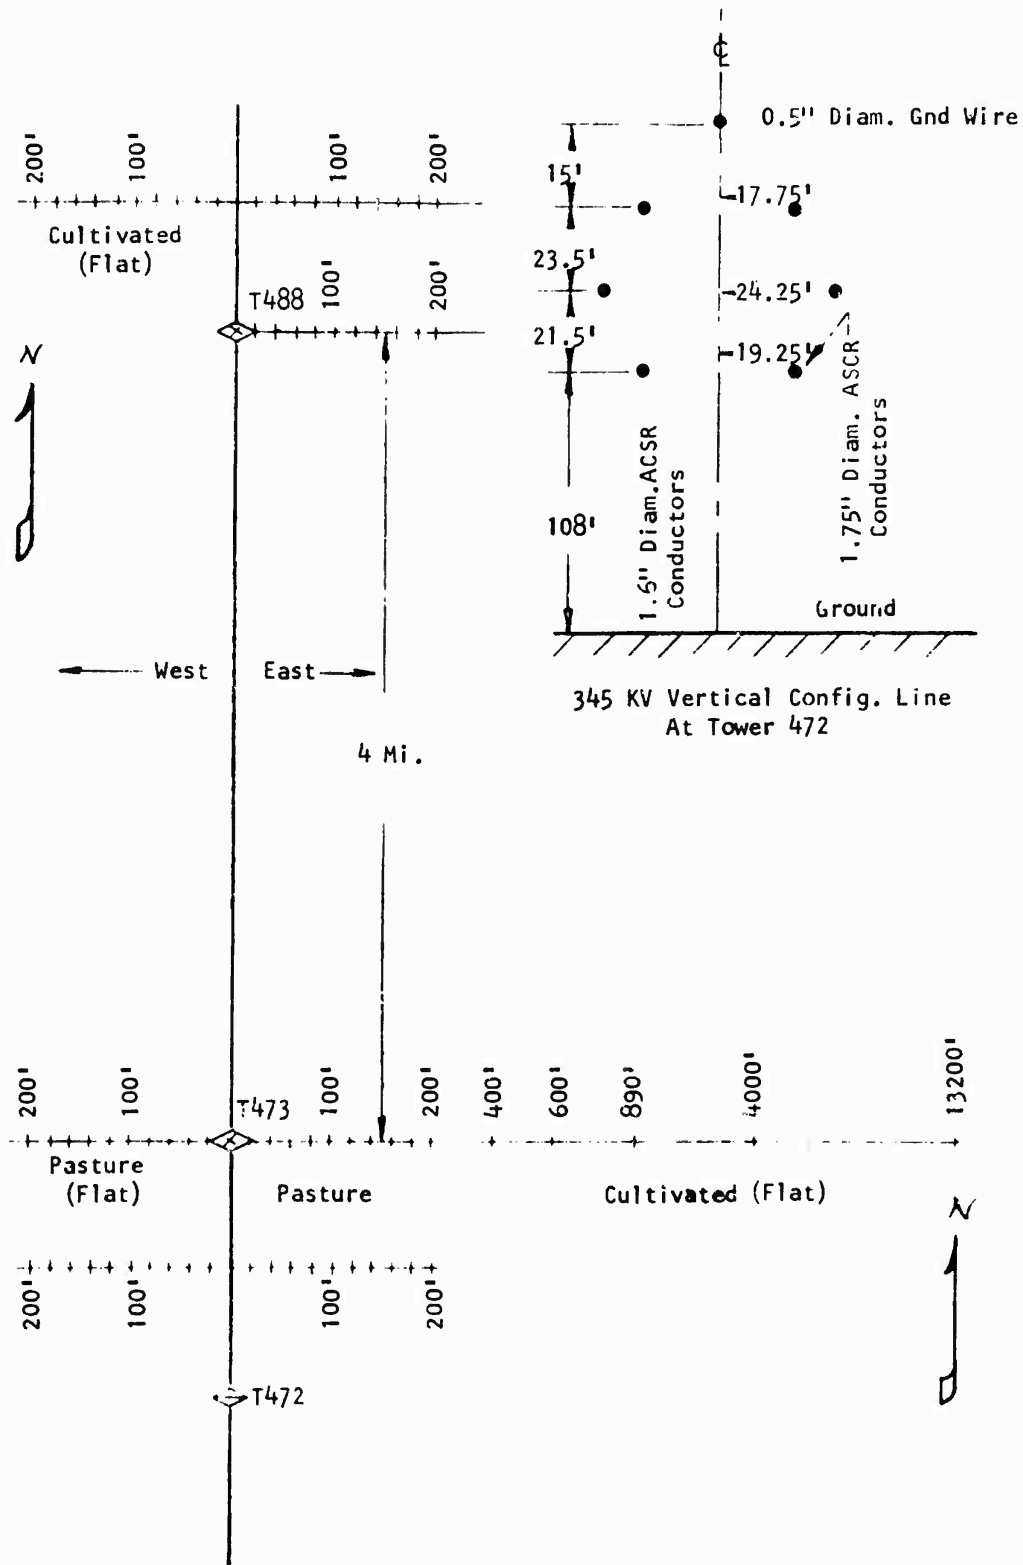 ℄
0.5" Diam. Gnd Wire
15'
17.75'
23.5'
24.25'
21.5'
19.25'
108'
1.6" Diam.ACSR
Conductors
1.75" Diam. ASCR
Conductors
Ground
345 KV Vertical Config. Line
At Tower 472
200'
100'
100'
200'
Cultivated
(Flat)
T488
100'
200'
N
West
East
4 Mi.
200'
100'
T473
100'
200'
400'
600'
890'
4000'
13200'
Pasture
(Flat)
Pasture
Cultivated (Flat)
N
200'
100'
100'
200'
T472